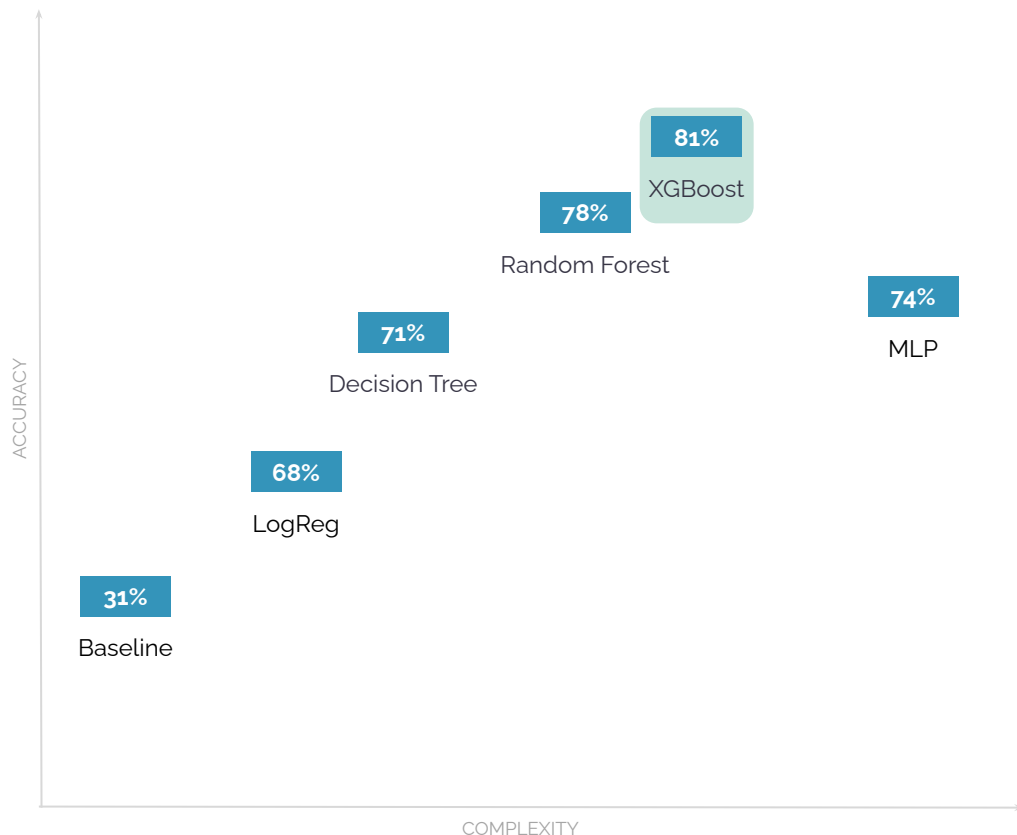 81%
XGBoost
78%
Random Forest
74%
MLP
71%
Decision Tree
68%
LogReg
31%
Baseline
ACCURACY
COMPLEXITY